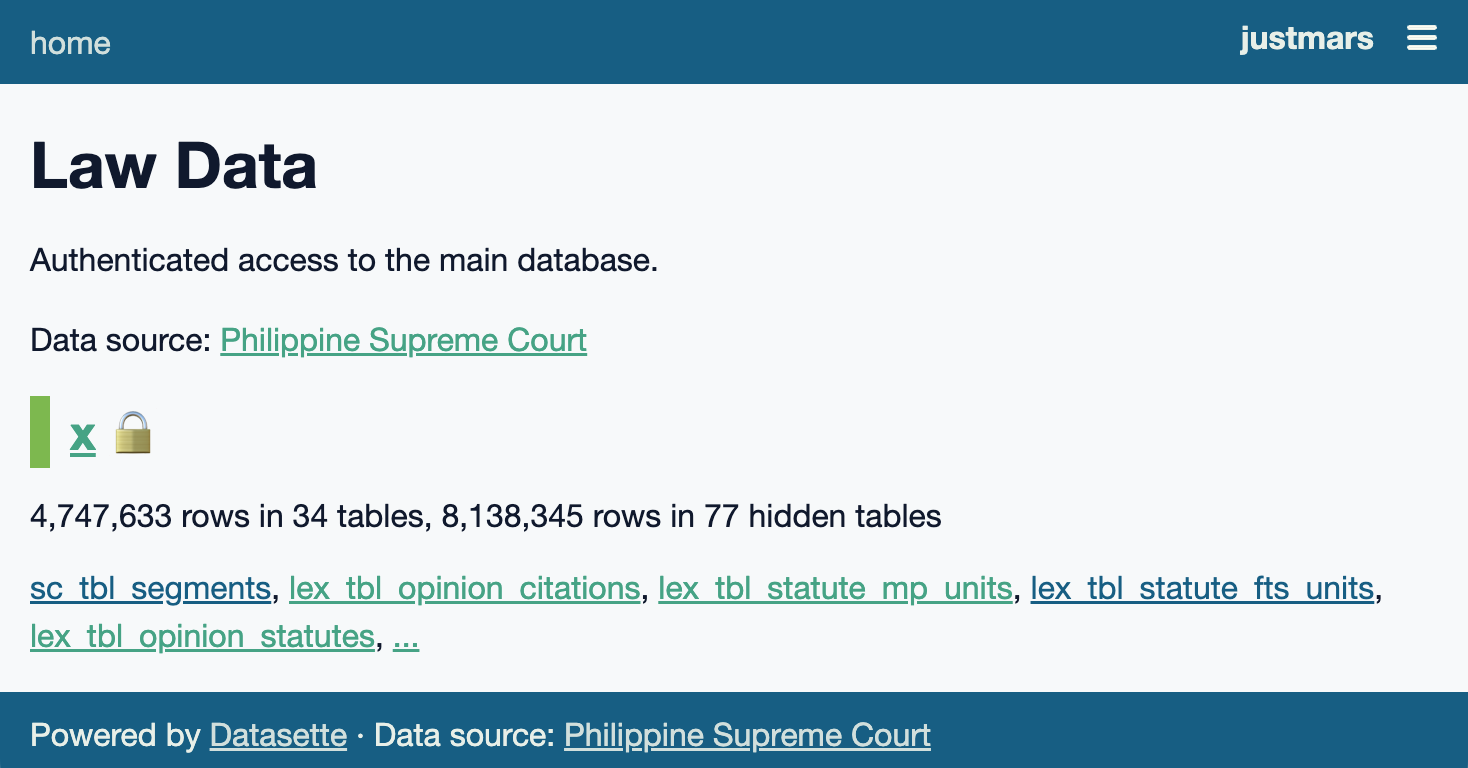 home
justmars
Law Data
Authenticated access to the main database.
Data source: Philippine Supreme Court
x
4,747,633 rows in 34 tables, 8,138,345 rows in 77 hidden tables
sc_tbl_segments, lex_tbl_opinion_citations, lex_tbl_statute_mp_units, lex_tbl_statute_fts_units,
lex_tbl_opinion_statutes, ...
Powered by Datasette · Data source: Philippine Supreme Court